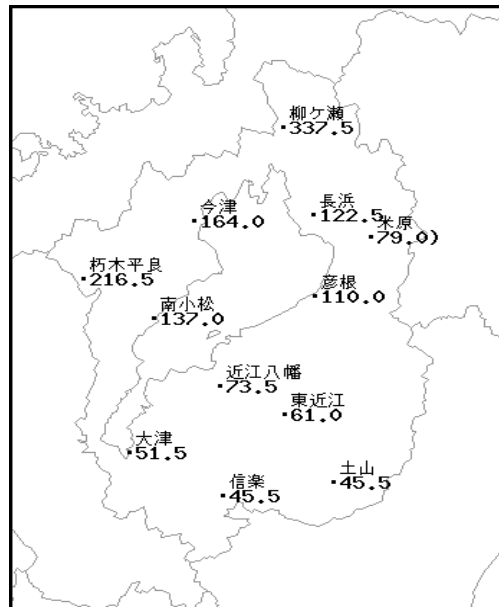 柳ケ瀬
337.5
今津
164.0
長浜
122.5
米原
79.0)
朽木平良
216.5
彦根
110.0
南小松
137.0
近江八幡
73.5
東近江
61.0
大津
51.5
信楽
45.5
土山
45.5